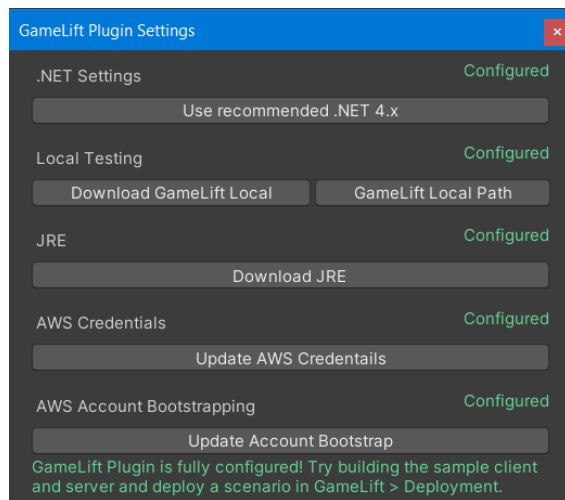 GameLift Plugin Settings
.NET Settings Configured
Use recommended .NET 4.x
Local Testing Configured
Download GameLift Local GameLift Local Path
JRE Configured
Download JRE
AWS Credentials Configured
Update AWS Credentails
AWS Account Bootstrapping Configured
Update Account Bootstrap
GameLift Plugin is fully configured! Try building the sample client
and server and deploy a scenario in GameLift > Deployment.